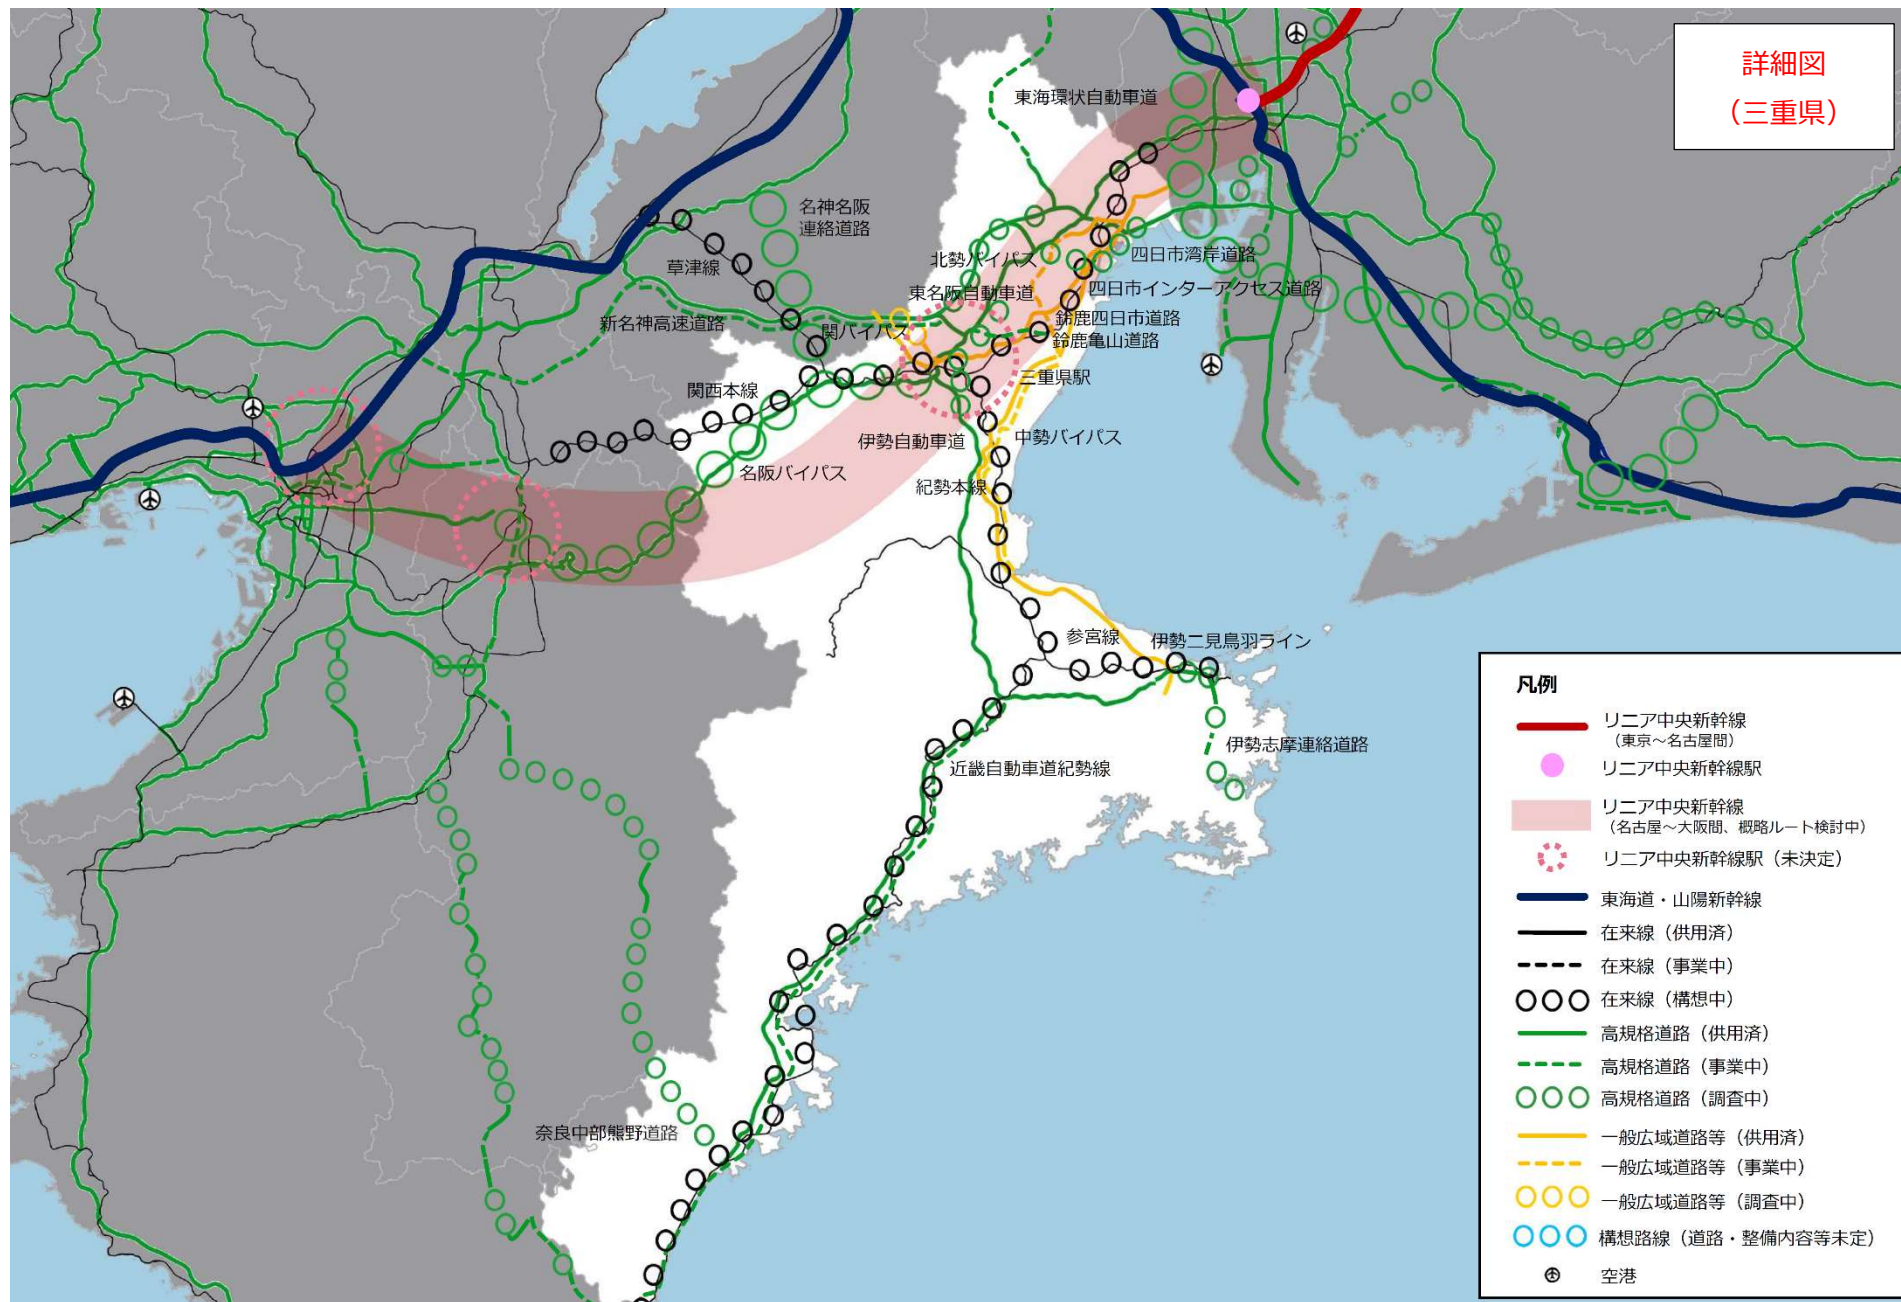 詳細図
（三重県）
東海環状自動車道
名神名阪
連絡道路
草津線
北勢バイパス
四日市湾岸道路
東名阪自動車道
四日市インターアクセス道路
新名神高速道路
関バイパス
鈴鹿四日市道路
鈴鹿亀山道路
関西本線
三重県駅
伊勢自動車道
中勢バイパス
名阪バイパス
紀勢本線
参宮線
伊勢二見鳥羽ライン
伊勢志摩連絡道路
近畿自動車道紀勢線
奈良中部熊野道路
凡例
リニア中央新幹線
（東京～名古屋間）
リニア中央新幹線駅
リニア中央新幹線
（名古屋～大阪間、概略ルート検討中）
リニア中央新幹線駅（未決定）
東海道・山陽新幹線
在来線（供用済）
在来線（事業中）
在来線（構想中）
高規格道路（供用済）
高規格道路（事業中）
高規格道路（調査中）
一般広域道路等（供用済）
一般広域道路等（事業中）
一般広域道路等（調査中）
構想路線（道路・整備内容等未定）
空港